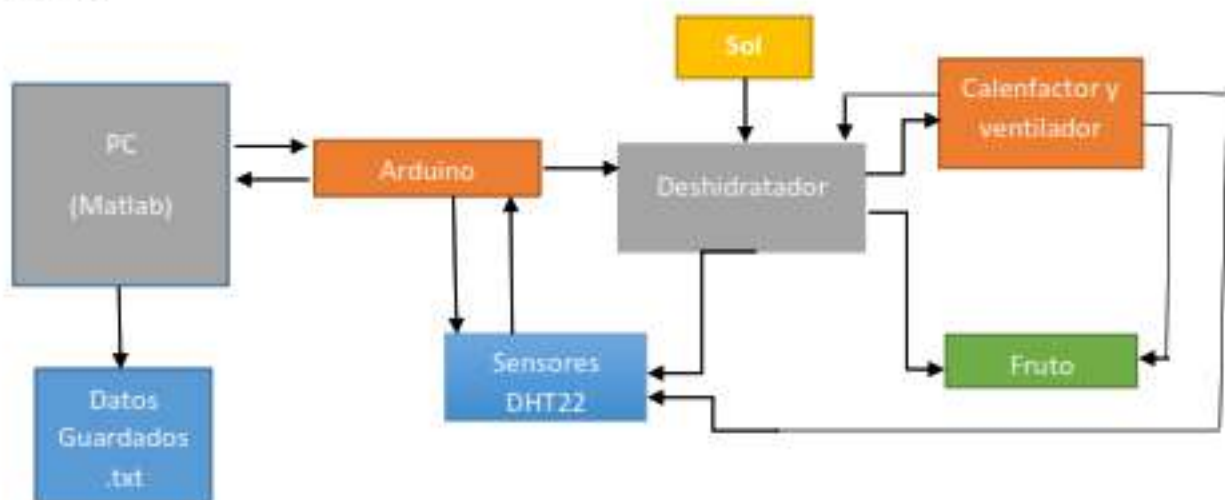 Sol
PC
(Matlab)
Arduino
Deshidratador
Calenfactor y
ventilador
Sensores
DHT22
Fruto
Datos
Guardados
.txt